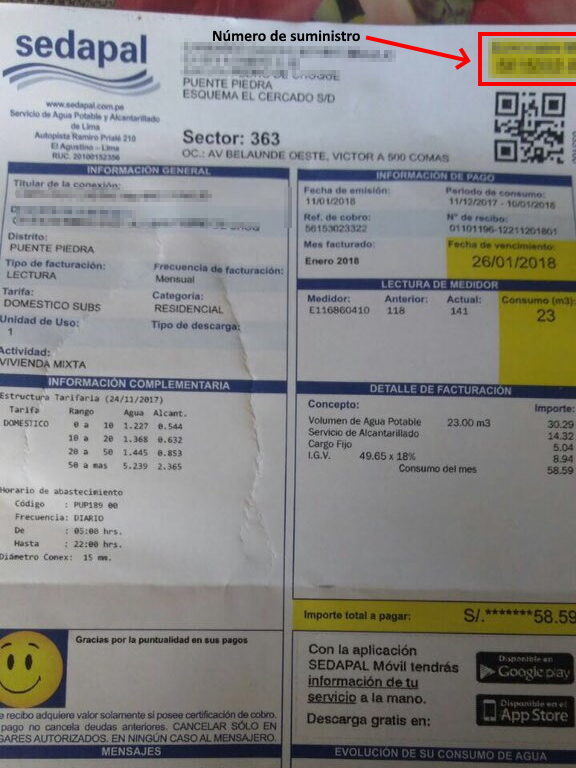 Número de suministro
sedapal
PUENTE PIEDRA
ESQUEMA EL CERCADO S/D
www.sedapal.com.pe
Servicio de Agua Potable y Alcantarillado
de Lima
Autopista Ramiro Prialé 210
El Agustino - Lima
RUC. 20100152356
Sector: 363
OC.: AV BELAUNDE OESTE, VICTOR A 500 COMAS
INFORMACIÓN GENERAL
Titular de la conexión:
Distrito:
PUENTE PIEDRA
Tipo de facturación: Frecuencia de facturación:
LECTURA Mensual
Tarifa: Categoría:
DOMESTICO SUBS RESIDENCIAL
Unidad de Uso: Tipo de descarga:
1
Actividad:
VIVIENDA MIXTA
INFORMACIÓN DE PAGO
Fecha de emisión: Periodo de consumo:
11/01/2018 11/12/2017 - 10/01/2018
Ref. de cobro: N° de recibo:
56153023322 01101196-12211201801
Mes facturado: Fecha de vencimiento:
Enero 2018 26/01/2018
LECTURA DE MEDIDOR
Medidor: Anterior: Actual: Consumo (m3):
E116860410 118 141 23
INFORMACIÓN COMPLEMENTARIA
Estructura Tarifaria (24/11/2017)
Tarifa Rango Agua Alcant.
DOMESTICO 0 a 10 1.227 0.544
10 a 20 1.368 0.632
20 a 50 1.445 0.853
50 a mas 5.239 2.365
Horario de abastecimiento
Código : PUP189 00
Frecuencia: DIARIO
De : 05:00 hrs.
Hasta : 22:00 hrs.
Diámetro Conex: 15 mm.
DETALLE DE FACTURACIÓN
Concepto: Importe:
Volumen de Agua Potable 23.00 m3 30.29
Servicio de Alcantarillado 14.32
Cargo Fijo 5.04
I.G.V. 49.65 x 18% 8.94
Consumo del mes 58.59
Importe total a pagar: S/.*******58.59
Gracias por la puntualidad en sus pagos
Con la aplicación
SEDAPAL Móvil tendrás
información de tu
servicio a la mano.
Descarga gratis en:
Disponible en
Google play
Disponible en el
App Store
e recibo adquiere valor solamente si posee certificación de cobro.
pago no cancela deudas anteriores. CANCELAR SÓLO EN
GARES AUTORIZADOS. EN NINGÚN CASO AL MENSAJERO.
MENSAJES
EVOLUCIÓN DE SU CONSUMO DE AGUA